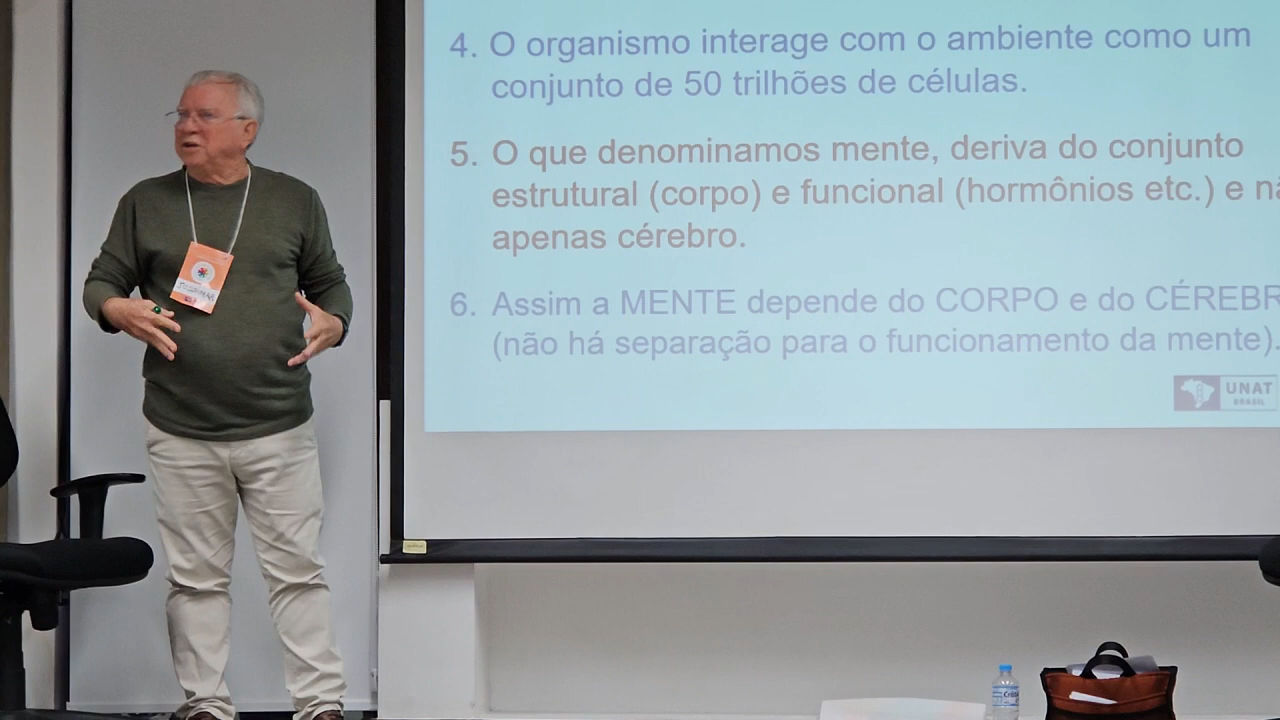 4. O organismo interage com o ambiente como um
conjunto de 50 trilhões de células.
5. O que denominamos mente, deriva do conjunto
estrutural (corpo) e funcional (hormônios etc.) e nã
apenas cérebro.
6. Assim a MENTE depende do CORPO e do CÉREBR
(não há separação para o funcionamento da mente).
UNAT
BRASIL